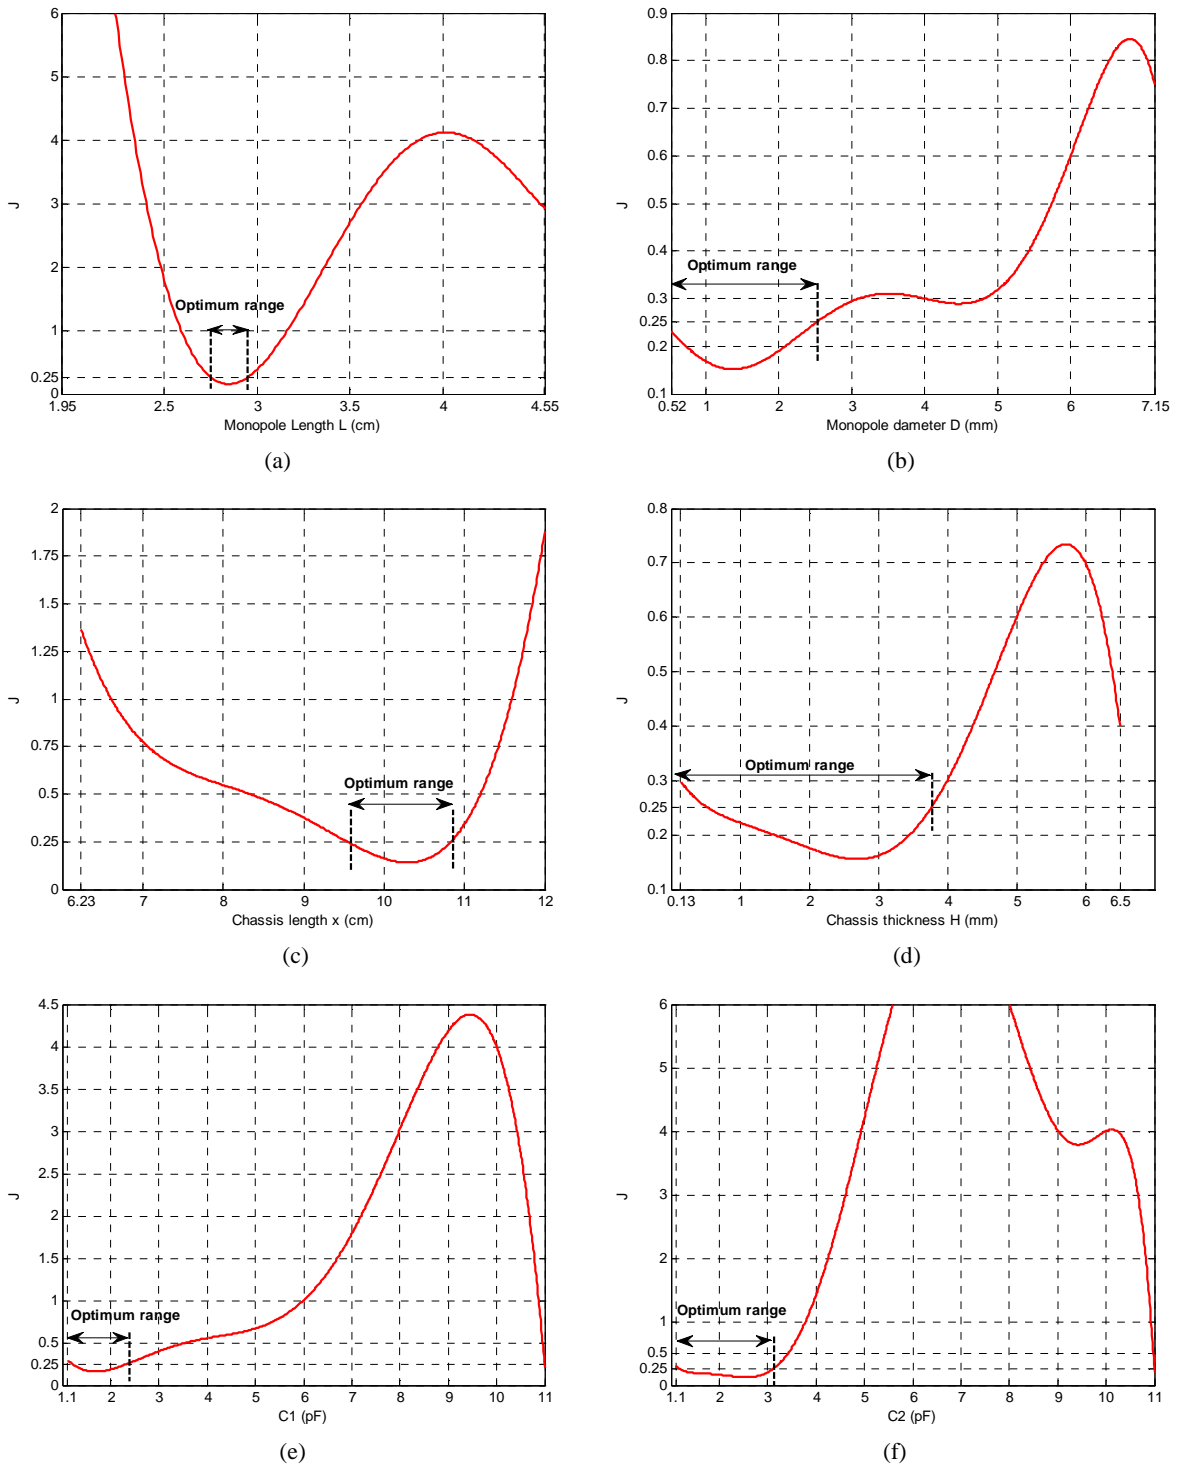 6
5
4
3
2
1
0.25
0
J
Optimum range
1.95 2.5 3 3.5 4 4.55
Monopole Length L (cm)
(a)
0.9
0.8
0.7
0.6
0.5
0.4
0.3
0.25
0.2
0.1
J
Optimum range
0.52 1 2 3 4 5 6 7.15
Monopole dameter D (mm)
(b)
2
1.75
1.5
1.25
1
0.75
0.5
0.25
0
J
Optimum range
6.23 7 8 9 10 11 12
Chassis length x (cm)
(c)
0.8
0.7
0.6
0.5
0.4
0.3
0.25
0.2
0.1
J
Optimum range
0.13 1 2 3 4 5 6 6.5
Chassis thickness H (mm)
(d)
4.5
4
3.5
3
2.5
2
1.5
1
0.5
0.25
0
J
Optimum range
1.1 2 3 4 5 6 7 8 9 10 11
C1 (pF)
(e)
6
5
4
3
2
1
0.5
0.25
0
J
Optimum range
1.1 2 3 4 5 6 7 8 9 10 11
C2 (pF)
(f)